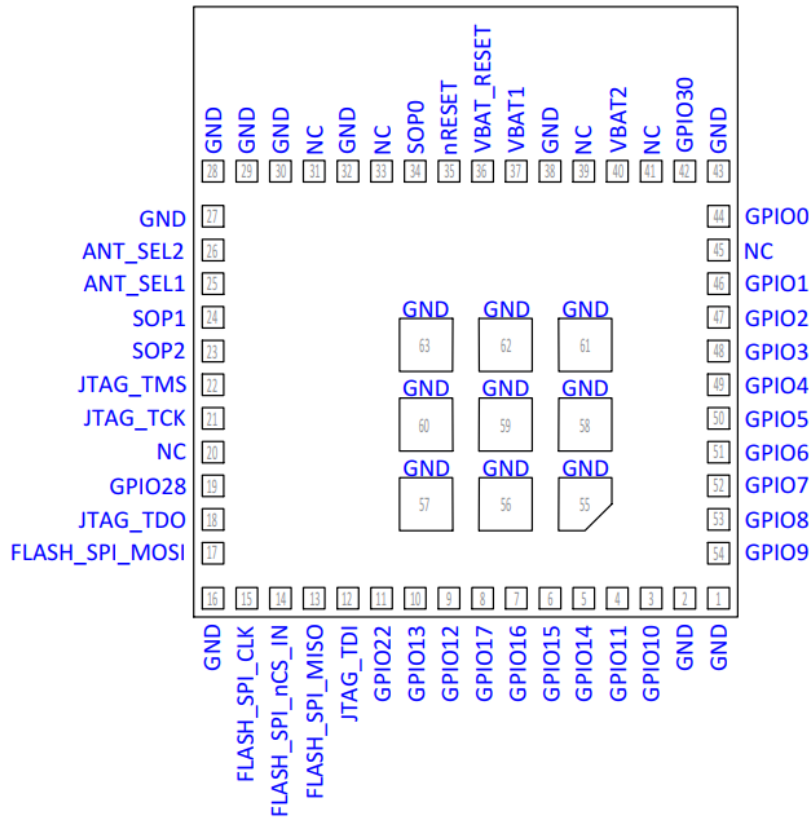 GND GND GND NC GND NC SOP0 nRESET VBAT_RESET VBAT1 GND NC VBAT2 NC GPIO30 GND
28 29 30 31 32 33 34 35 36 37 38 39 40 41 42 43
GND 27 44 GPIO0
ANT_SEL2 26 45 NC
ANT_SEL1 25 46 GPIO1
SOP1 24 47 GPIO2
SOP2 23 48 GPIO3
JTAG_TMS 22 49 GPIO4
JTAG_TCK 21 50 GPIO5
NC 20 51 GPIO6
GPIO28 19 52 GPIO7
JTAG_TDO 18 53 GPIO8
FLASH_SPI_MOSI 17 54 GPIO9
GND GND GND
63 62 61
GND GND GND
60 59 58
GND GND GND
57 56 55
16 15 14 13 12 11 10 9 8 7 6 5 4 3 2 1
GND FLASH_SPI_CLK FLASH_SPI_nCS_IN FLASH_SPI_MISO JTAG_TDI GPIO22 GPIO13 GPIO12 GPIO17 GPIO16 GPIO15 GPIO14 GPIO11 GPIO10 GND GND